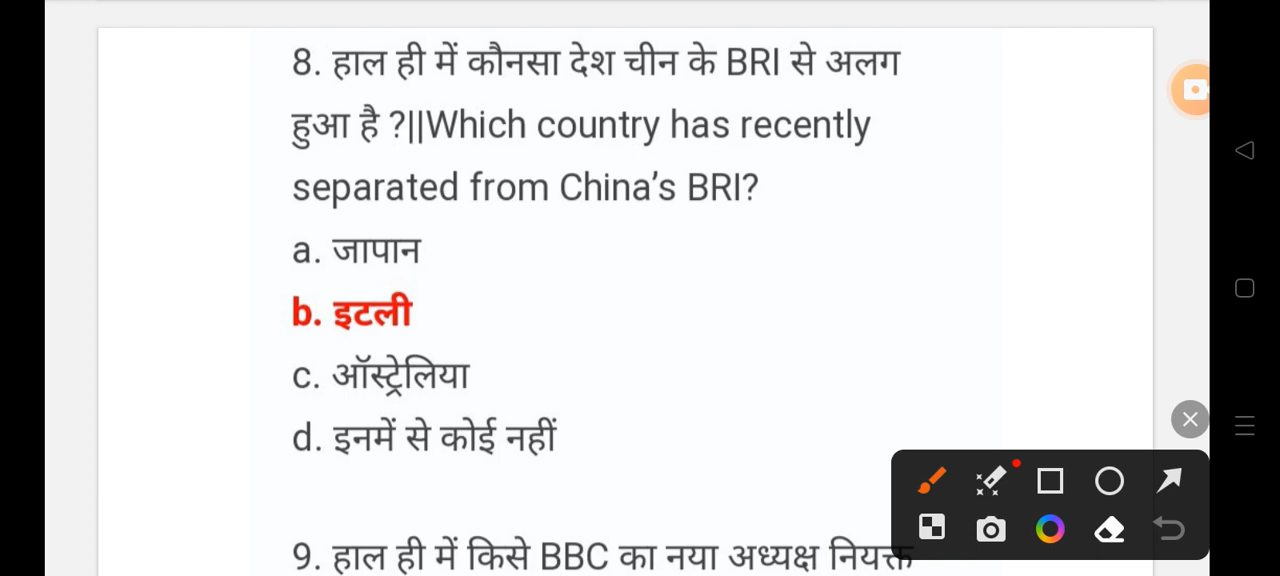 8. हाल ही में कौनसा देश चीन के BRI से अलग
हुआ है ?||Which country has recently
separated from China’s BRI?
a. जापान
b. इटली
c. ऑस्ट्रेलिया
d. इनमें से कोई नहीं
9. हाल ही में किसे BBC का नया अध्यक्ष